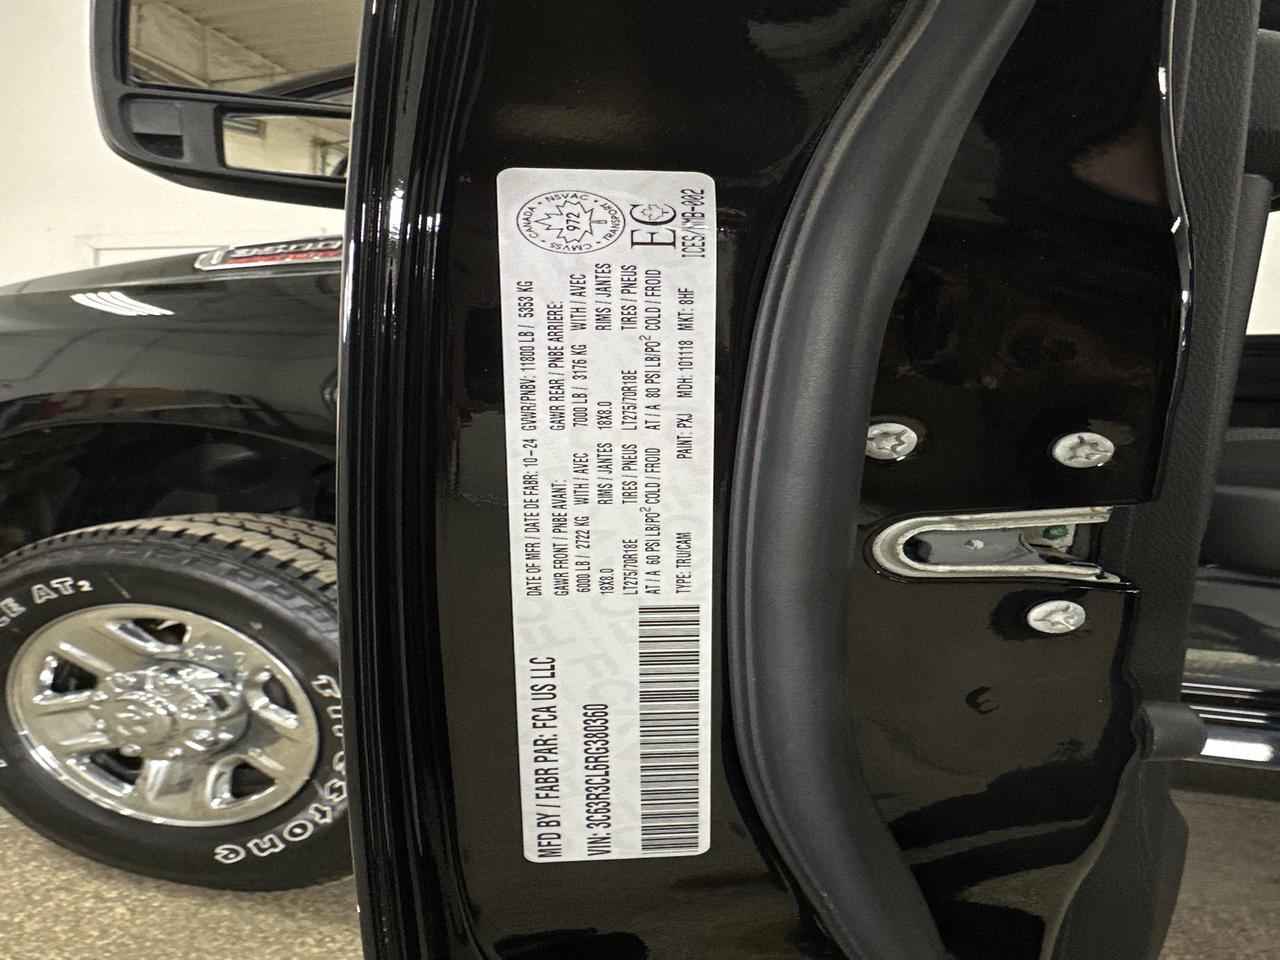 MFD BY / FABR PAR: FCA US LLC
VIN: 3C63R3CL6RG380360
DATE OF MFR / DATE DE FABR: 10-24 GVWR/PNBV: 11800 LB / 5353 KG
GAWR FRONT / PNBE AVANT: GAWR REAR / PNBE ARRIERE:
6000 LB / 2722 KG WITH / AVEC 7000 LB / 3176 KG WITH / AVEC
18X8.0 RIMS / JANTES 18X8.0 RIMS / JANTES
LT275/70R18E TIRES / PNEUS LT275/70R18E TIRES / PNEUS
AT / A 60 PSI LB/PO² COLD / FROID AT / A 80 PSI LB/PO² COLD / FROID
TYPE: TRU/CAM PAINT: PXJ MDH: 101118 MKT: 8HF
CANADA • NSVAC • TRANSPORT • CMVSS
972
EC
ICES/NMB-002
AT2
Firestone